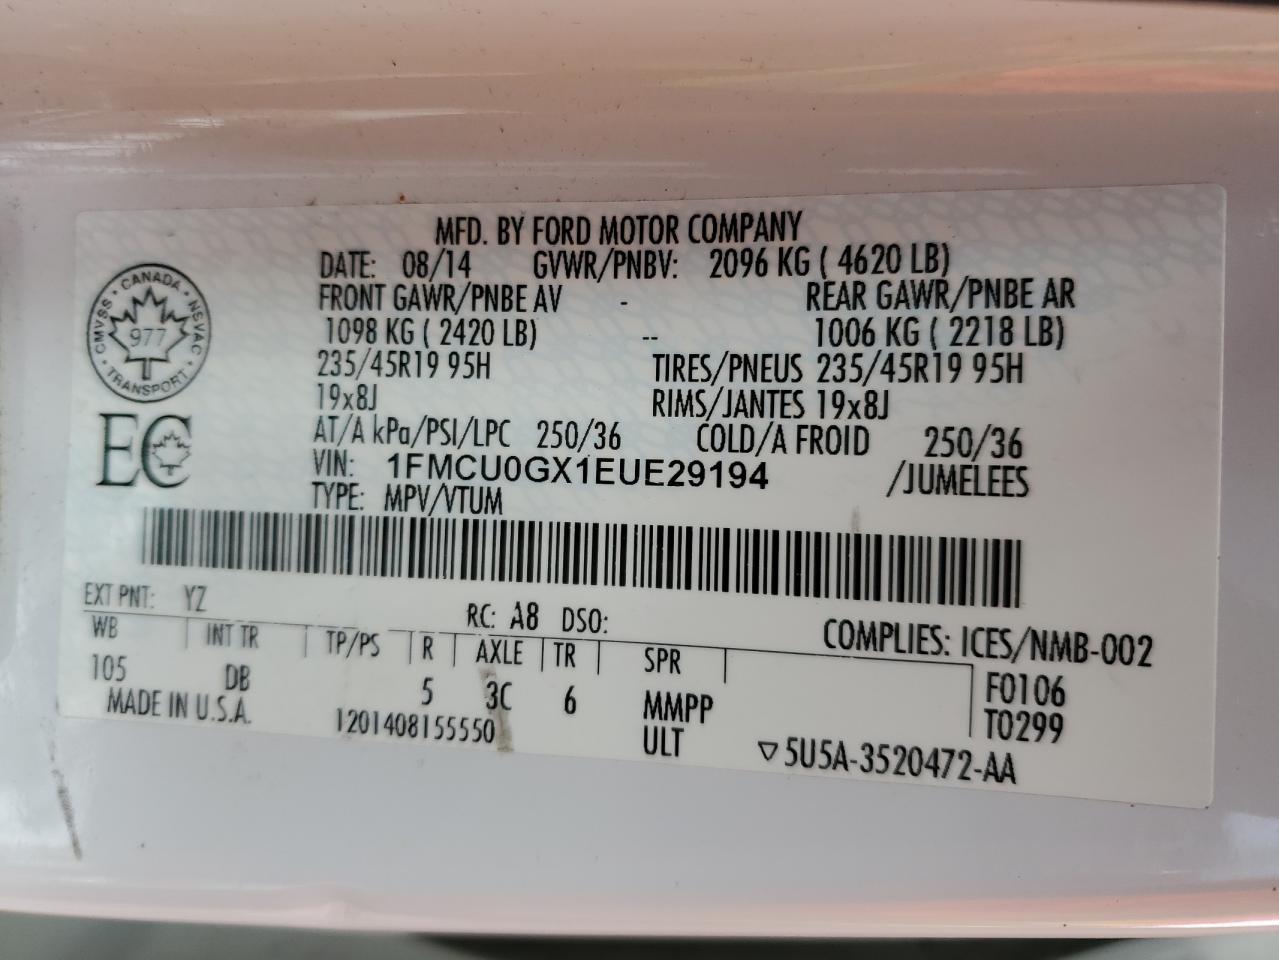 MFD. BY FORD MOTOR COMPANY
DATE: 08/14 GVWR/PNBV: 2096 KG ( 4620 LB)
FRONT GAWR/PNBE AV - REAR GAWR/PNBE AR
1098 KG ( 2420 LB) -- 1006 KG ( 2218 LB)
235/45R19 95H TIRES/PNEUS 235/45R19 95H
19x8J RIMS/JANTES 19x8J
AT/A kPa/PSI/LPC 250/36 COLD/A FROID 250/36
VIN: 1FMCU0GX1EUE29194 /JUMELEES
TYPE: MPV/VTUM
CANADA · NSVAC · TRANSPORT · CMVSS ·
977
EC
EXT PNT: YZ RC: A8 DSO:
WB | INT TR | TP/PS | R | AXLE | TR | SPR | COMPLIES: ICES/NMB-002
105 DB 5 3C 6 MMPP F0106
MADE IN U.S.A. 1201408155550 ULT T0299
▽5U5A-3520472-AA